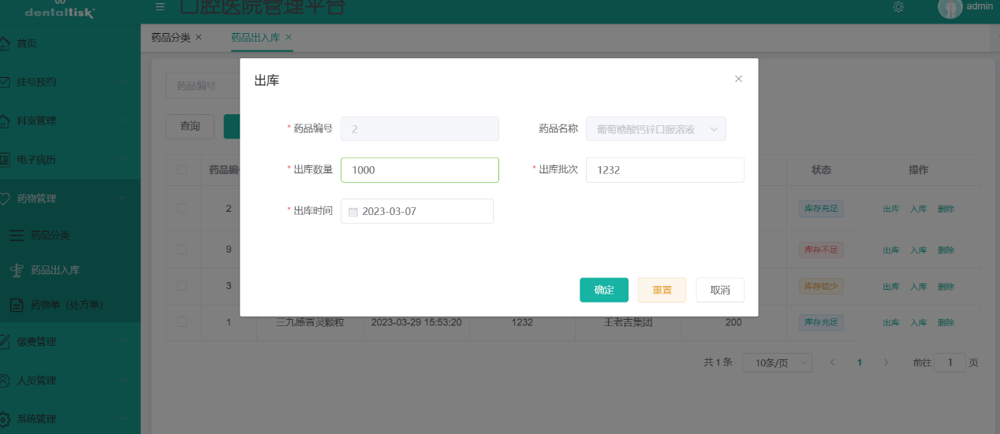 dentaltisk
口腔医院管理平台
admin
首页
挂号预约
科室管理
电子病历
药物管理
药品分类
药品出入库
药物单（处方单）
缴费管理
人员管理
系统管理
药品分类 ×
药品出入库 ×
药品编号
查询
药品编
状态
操作
2
库存充足
出库 入库 删除
9
库存不足
出库 入库 删除
3
库存较少
出库 入库 删除
1 三九感冒灵颗粒 2023-03-29 15:53:20 1232 王老吉集团 200 库存充足 出库 入库 删除
共 1 条 10条/页 1 前往 1 页
出库
* 药品编号 2 药品名称 葡萄糖酸钙锌口服溶液
* 出库数量 1000 * 出库批次 1232
* 出库时间 2023-03-07
确定 重置 取消